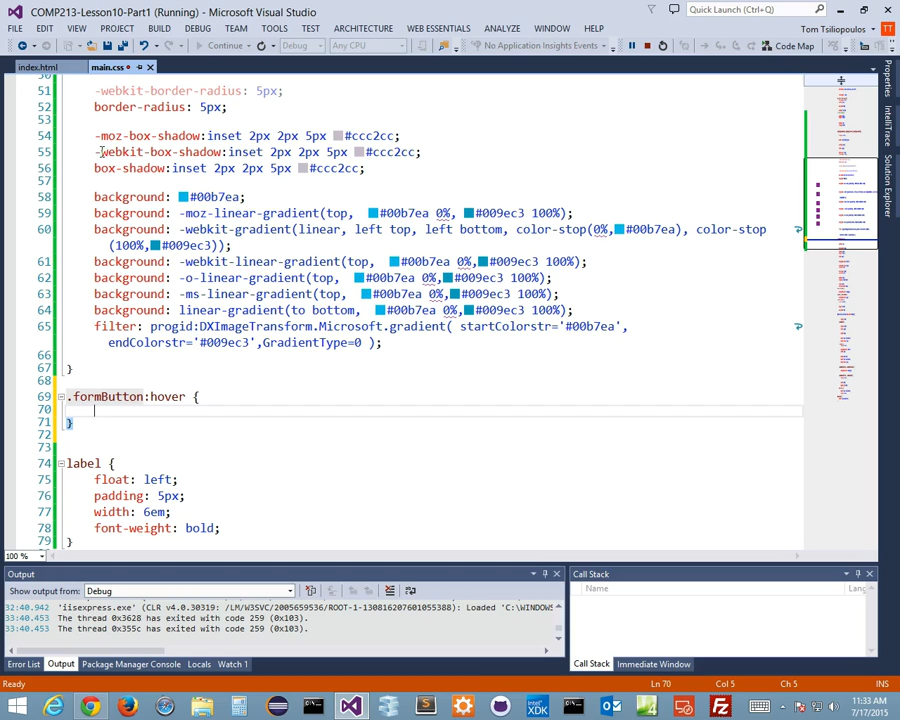 COMP213-Lesson10-Part1 (Running) - Microsoft Visual Studio
Quick Launch (Ctrl+Q)
FILE EDIT VIEW PROJECT BUILD DEBUG TEAM TOOLS TEST ARCHITECTURE WEB ESSENTIALS ANALYZE WINDOW HELP
Tom Tsiliopoulos TT
Continue Debug Any CPU No Application Insights Events Code Map
index.html main.css
50
51 -webkit-border-radius: 5px;
52 border-radius: 5px;
53
54 -moz-box-shadow:inset 2px 2px 5px #ccc2cc;
55 -webkit-box-shadow:inset 2px 2px 5px #ccc2cc;
56 box-shadow:inset 2px 2px 5px #ccc2cc;
57
58 background: #00b7ea;
59 background: -moz-linear-gradient(top, #00b7ea 0%, #009ec3 100%);
60 background: -webkit-gradient(linear, left top, left bottom, color-stop(0%,#00b7ea), color-stop
(100%,#009ec3));
61 background: -webkit-linear-gradient(top, #00b7ea 0%,#009ec3 100%);
62 background: -o-linear-gradient(top, #00b7ea 0%,#009ec3 100%);
63 background: -ms-linear-gradient(top, #00b7ea 0%,#009ec3 100%);
64 background: linear-gradient(to bottom, #00b7ea 0%,#009ec3 100%);
65 filter: progid:DXImageTransform.Microsoft.gradient( startColorstr='#00b7ea',
endColorstr='#009ec3',GradientType=0 );
66
67 }
68
69 .formButton:hover {
70
71 }
72
73
74 label {
75 float: left;
76 padding: 5px;
77 width: 6em;
78 font-weight: bold;
79 }
100 %
Properties
IntelliTrace
Solution Explorer
Output
Show output from: Debug
32:40.942 'iisexpress.exe' (CLR v4.0.30319: /LM/W3SVC/2005659536/ROOT-1-130816207601055388): Loaded 'C:\WINDOWS
33:40.453 The thread 0x3628 has exited with code 259 (0x103).
33:40.453 The thread 0x355c has exited with code 259 (0x103).
Call Stack
Name Lang
Error List Output Package Manager Console Locals Watch 1
Call Stack Immediate Window
Ready Ln 70 Col 5 Ch 5 INS
intel XDK
11:33 AM
7/17/2015